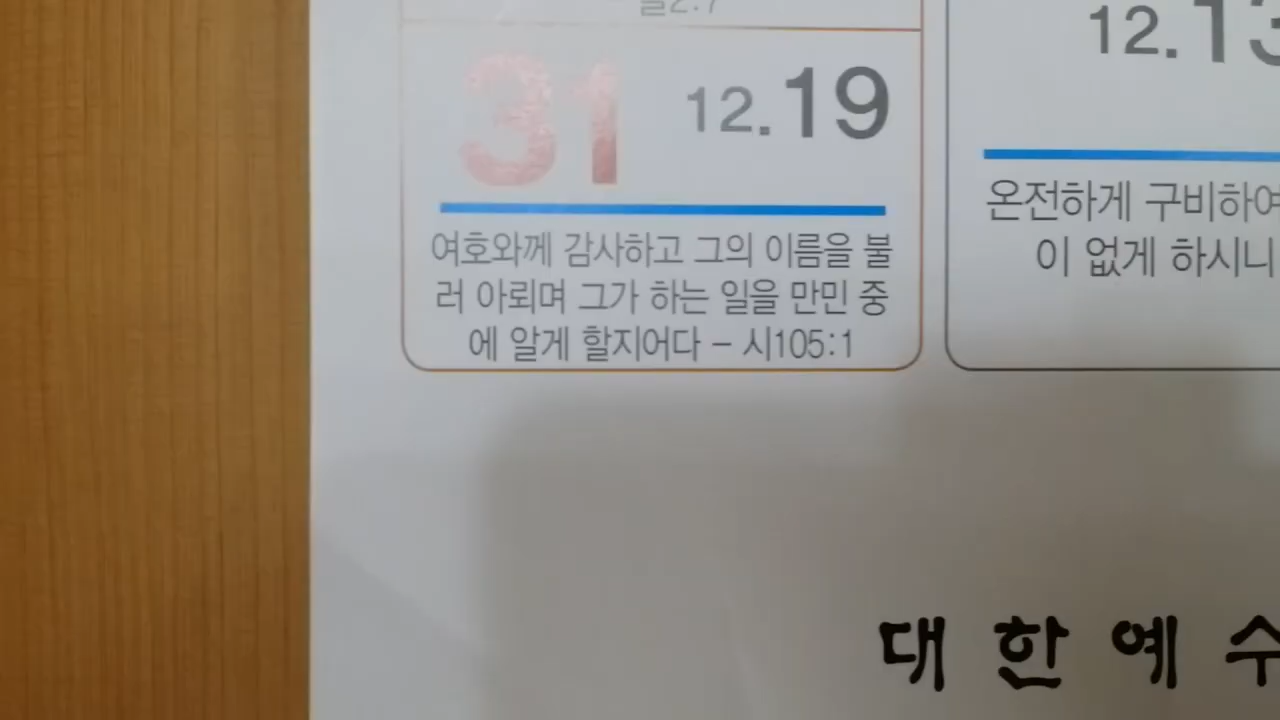 31 12.19
여호와께 감사하고 그의 이름을 불
러 아뢰며 그가 하는 일을 만민 중
에 알게 할지어다 - 시105:1
12.13
온전하게 구비하여
이 없게 하시니
대 한 예 수